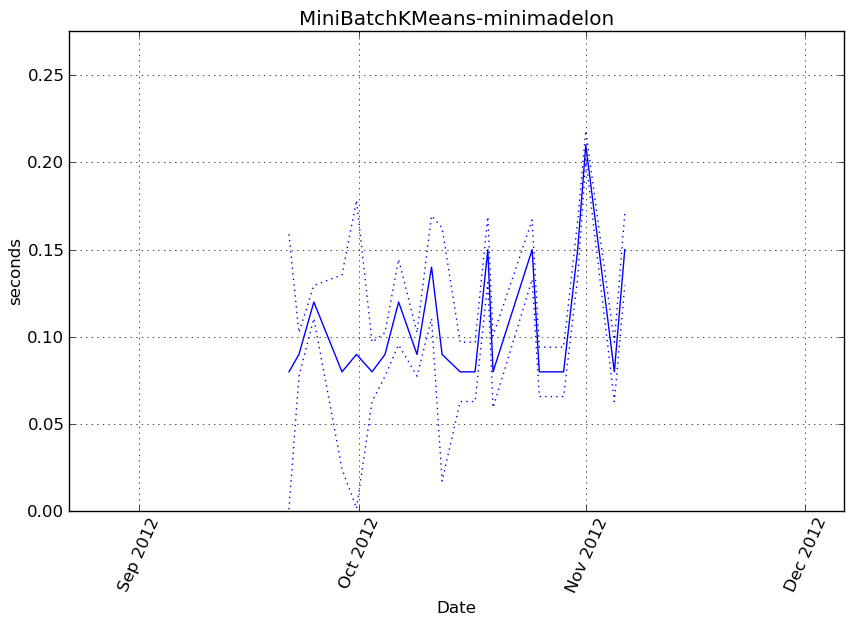 MiniBatchKMeans-minimadelon
0.25
0.20
0.15
0.10
0.05
0.00
seconds
Sep 2012
Oct 2012
Nov 2012
Dec 2012
Date